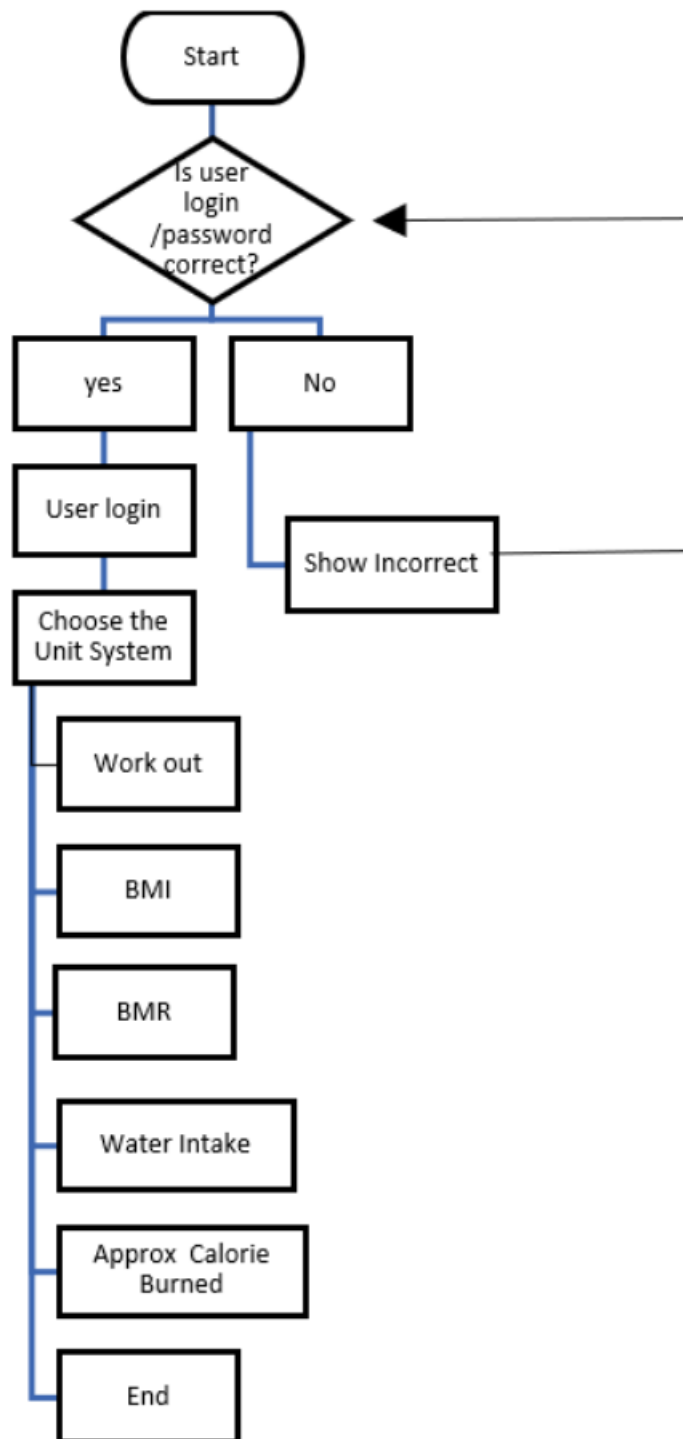 Start
Is user
login
/password
correct?
yes
No
User login
Show Incorrect
Choose the
Unit System
Work out
BMI
BMR
Water Intake
Approx Calorie
Burned
End